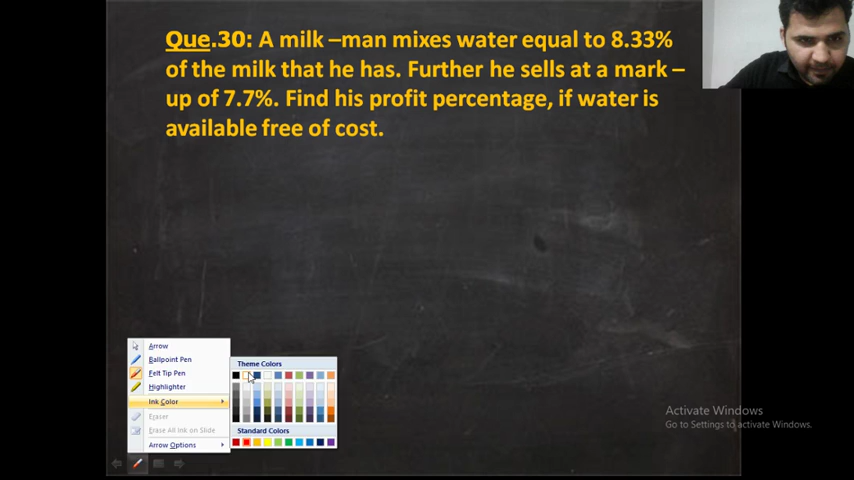 Que.30: A milk –man mixes water equal to 8.33%
of the milk that he has. Further he sells at a mark –
up of 7.7%. Find his profit percentage, if water is
available free of cost.
Arrow
Ballpoint Pen
Felt Tip Pen
Highlighter
Ink Color
Eraser
Erase All Ink on Slide
Arrow Options
Theme Colors
Standard Colors
Activate Windows
Go to Settings to activate Windows.